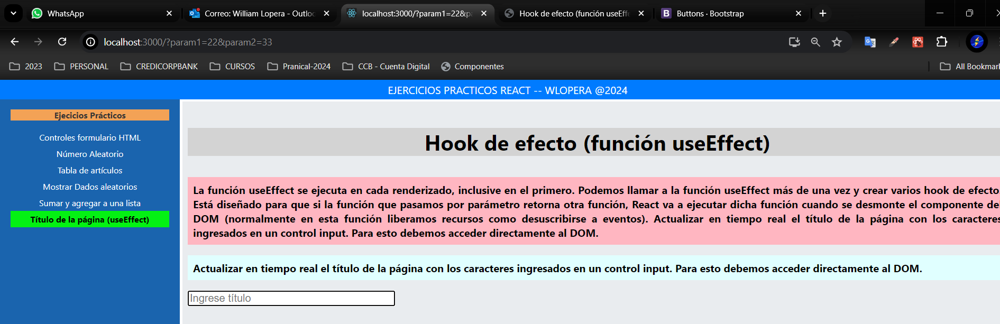 WhatsApp
Correo: William Lopera - Outloo
localhost:3000/?param1=22&p
Hook de efecto (función useEffe
B Buttons · Bootstrap
localhost:3000/?param1=22&param2=33
2023
PERSONAL
CREDICORPBANK
CURSOS
Pranical-2024
CCB - Cuenta Digital
Componentes
All Bookmar
EJERCICIOS PRACTICOS REACT -- WLOPERA @2024
Ejecicios Prácticos
Controles formulario HTML
Número Aleatorio
Tabla de artículos
Mostrar Dados aleatorios
Sumar y agregar a una lista
Título de la página (useEffect)
Hook de efecto (función useEffect)
La función useEffect se ejecuta en cada renderizado, inclusive en el primero. Podemos llamar a la función useEffect más de una vez y crear varios hook de efecto.
Está diseñado para que si la función que pasamos por parámetro retorna otra función, React va a ejecutar dicha función cuando se desmonte el componente del
DOM (normalmente en esta función liberamos recursos como desuscribirse a eventos). Actualizar en tiempo real el título de la página con los caracteres
ingresados en un control input. Para esto debemos acceder directamente al DOM.
Actualizar en tiempo real el título de la página con los caracteres ingresados en un control input. Para esto debemos acceder directamente al DOM.
Ingrese título